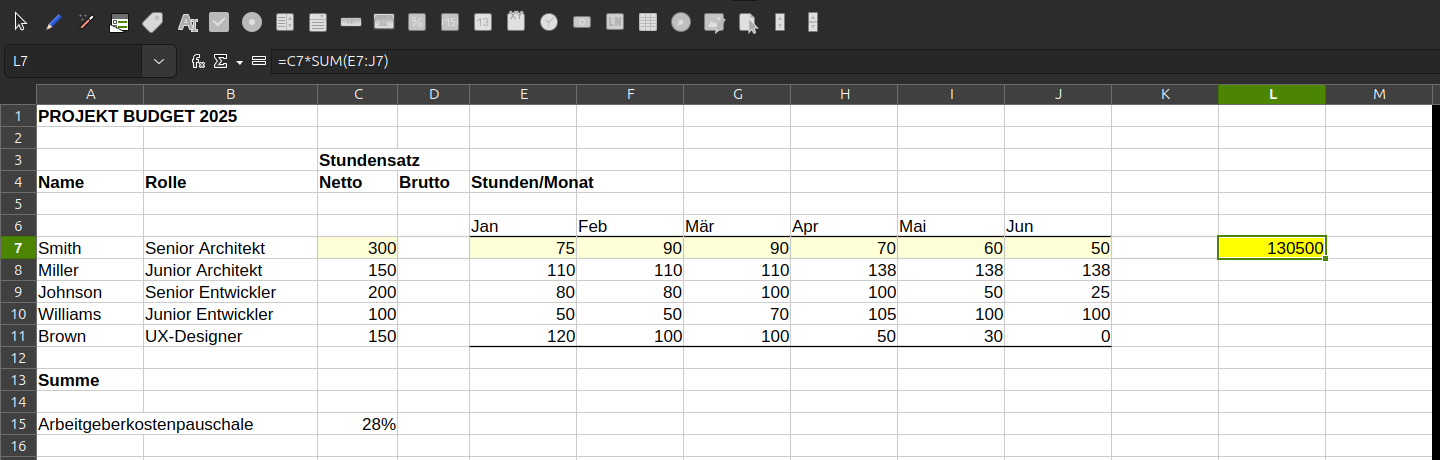 L7 =C7*SUM(E7:J7)
A B C D E F G H I J K L M
1 PROJEKT BUDGET 2025
2
3 Stundensatz
4 Name Rolle Netto Brutto Stunden/Monat
5
6 Jan Feb Mär Apr Mai Jun
7 Smith Senior Architekt 300 75 90 90 70 60 50 130500
8 Miller Junior Architekt 150 110 110 110 138 138 138
9 Johnson Senior Entwickler 200 80 80 100 100 50 25
10 Williams Junior Entwickler 100 50 50 70 105 100 100
11 Brown UX-Designer 150 120 100 100 50 30 0
12
13 Summe
14
15 Arbeitgeberkostenpauschale 28%
16